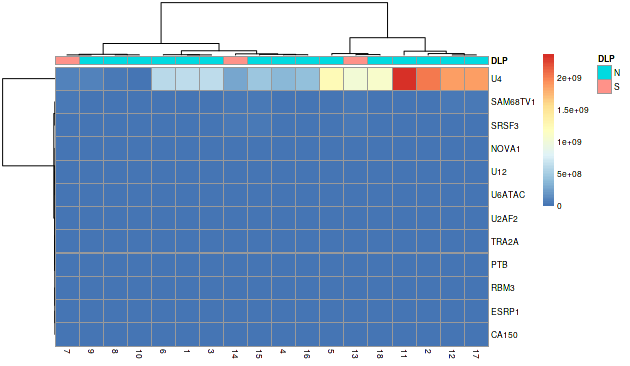 DLP
U4
SAM68TV1
SRSF3
NOVA1
U12
U6ATAC
U2AF2
TRA2A
PTB
RBM3
ESRP1
CA150
7 9 8 10 6 1 3 14 15 4 16 5 13 18 11 2 12 17
2e+09
1.5e+09
1e+09
5e+08
0
DLP
N
S